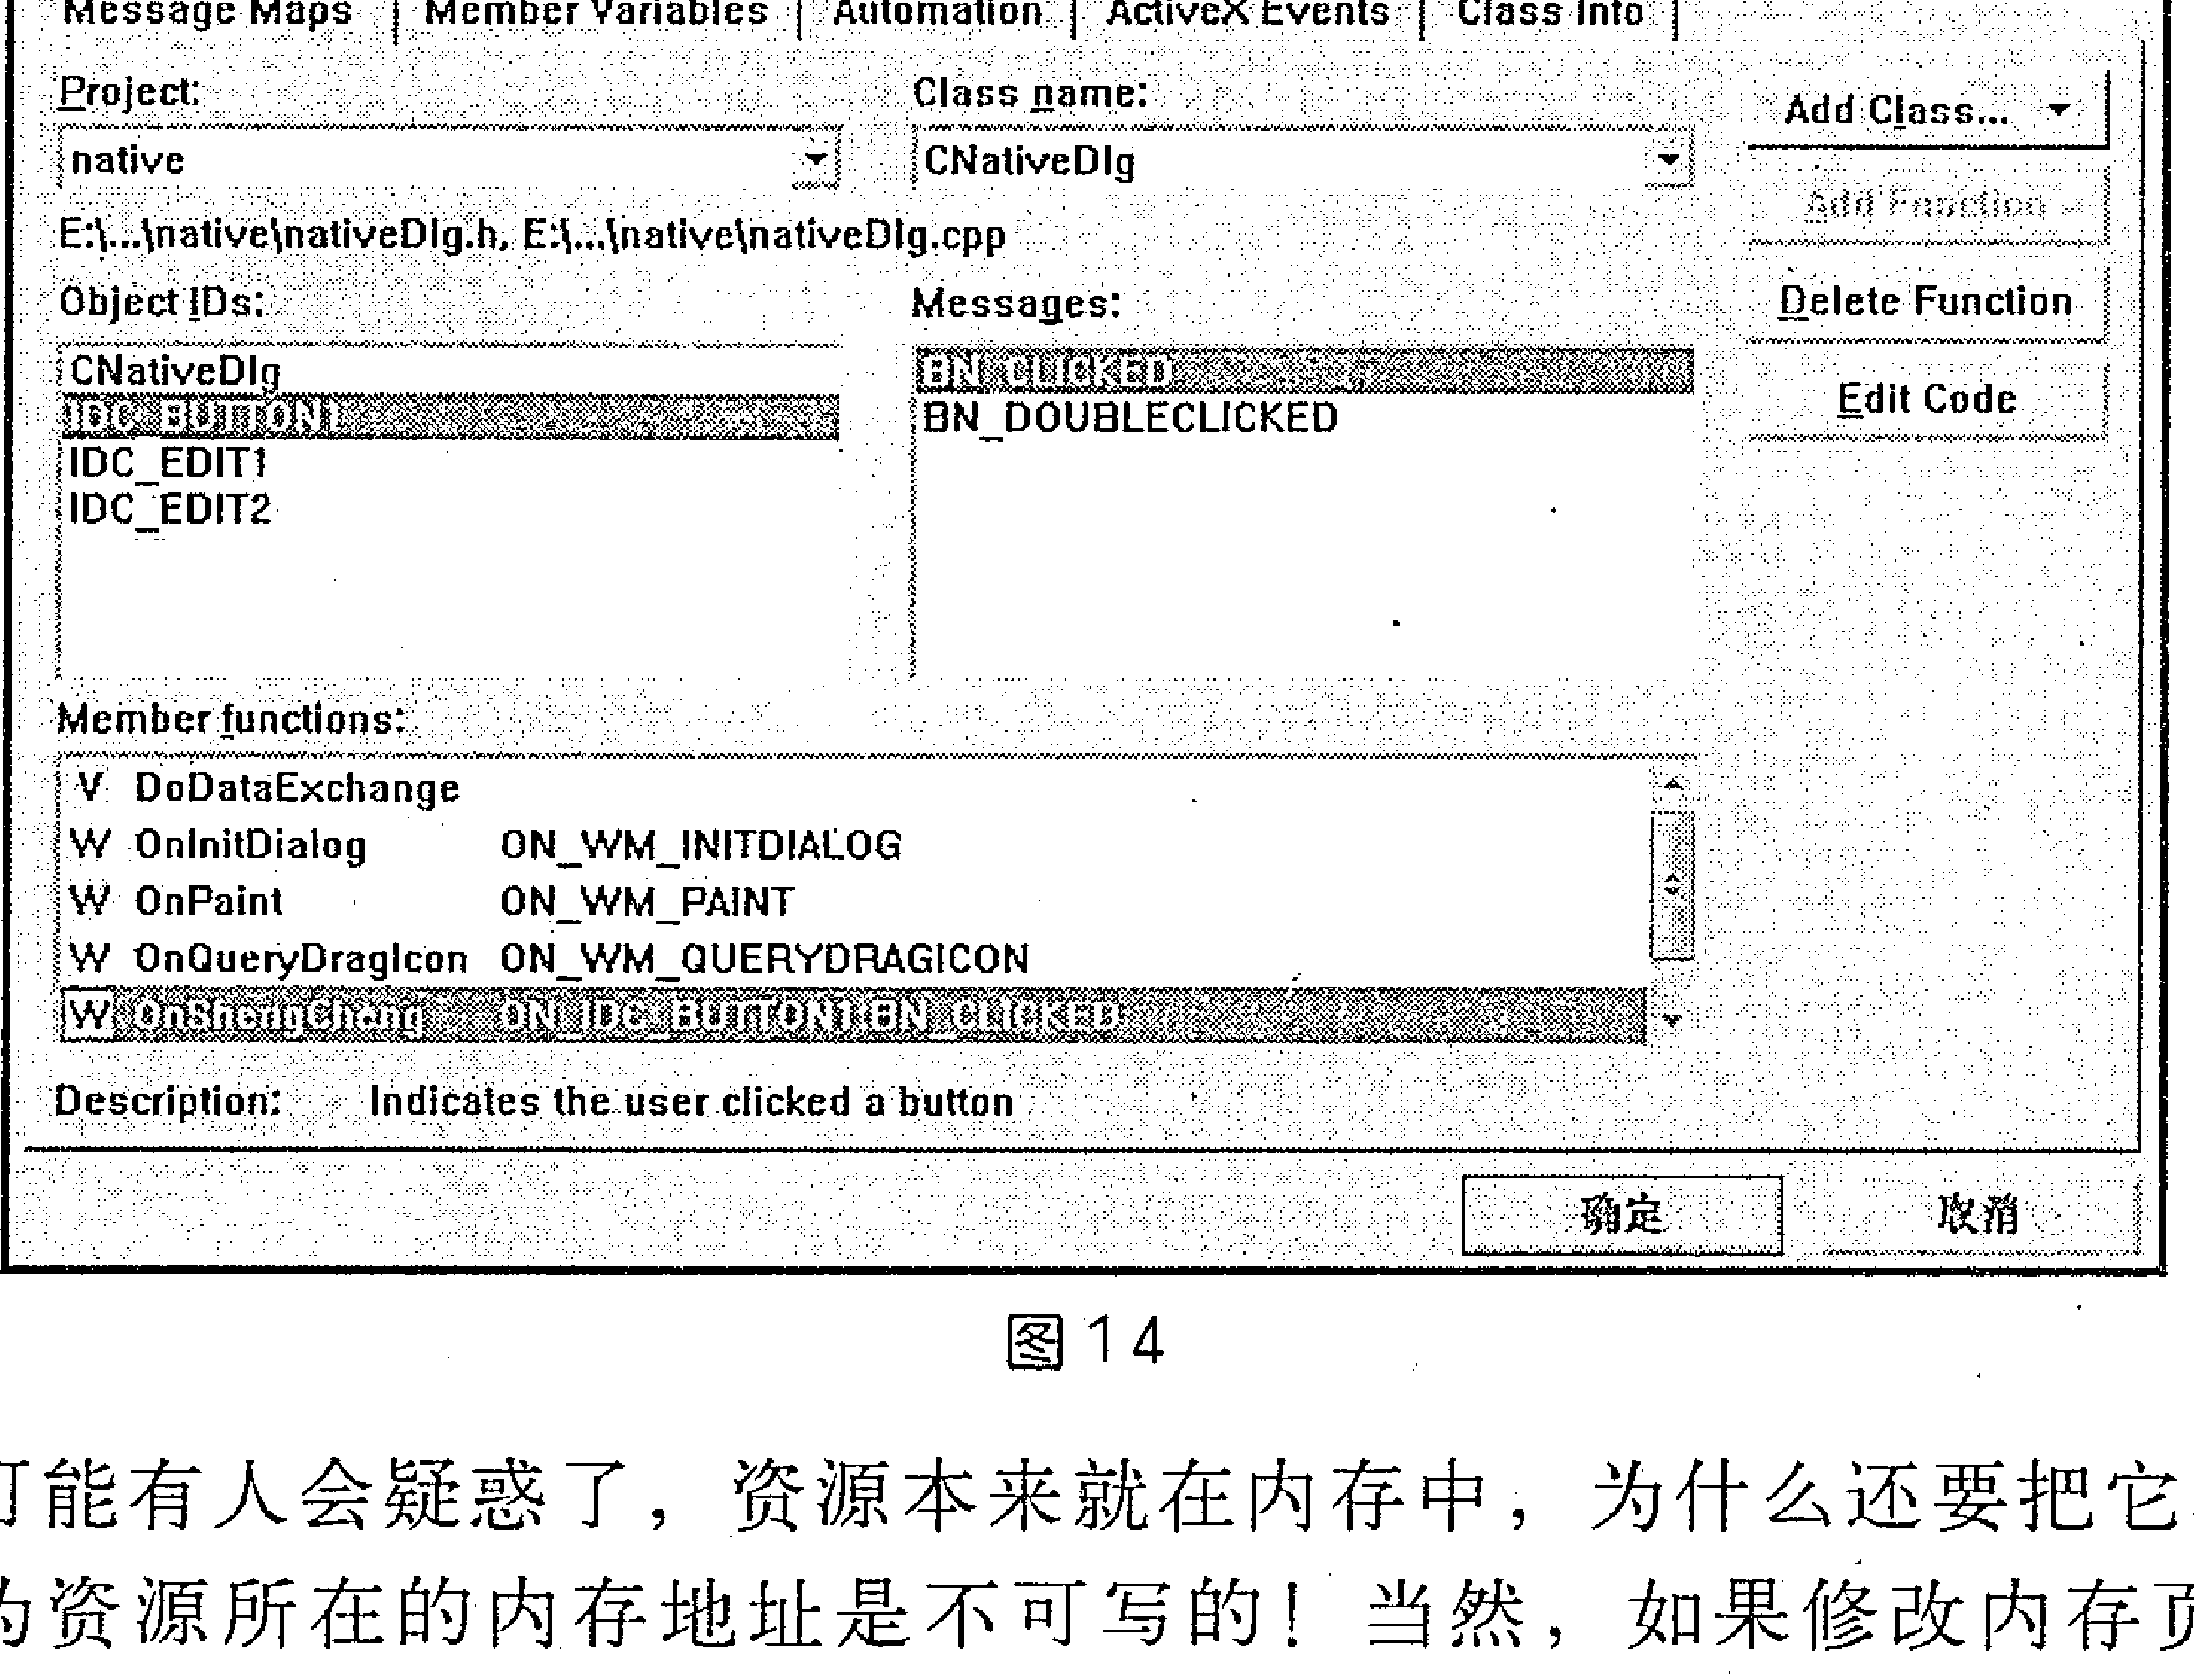 Message Maps Member Variables Automation ActiveX Events Class Info
Project: Class name: Add Class...
native CNativeDlg
Add Function
E:\...\native\nativeDlg.h, E:\...\native\nativeDlg.cpp
Object IDs: Messages: Delete Function
CNativeDlg BN_CLICKED
IDC_BUTTON1 BN_DOUBLECLICKED Edit Code
IDC_EDIT1
IDC_EDIT2
Member functions:
V DoDataExchange
W OnInitDialog ON_WM_INITDIALOG
W OnPaint ON_WM_PAINT
W OnQueryDragIcon ON_WM_QUERYDRAGICON
W OnShengCheng ON_IDC_BUTTON1:BN_CLICKED
Description: Indicates the user clicked a button
确定 取消
图14
可能有人会疑惑了，资源本来就在内存中，为什么还要把它
为资源所在的内存地址是不可写的！当然，如果修改内存页